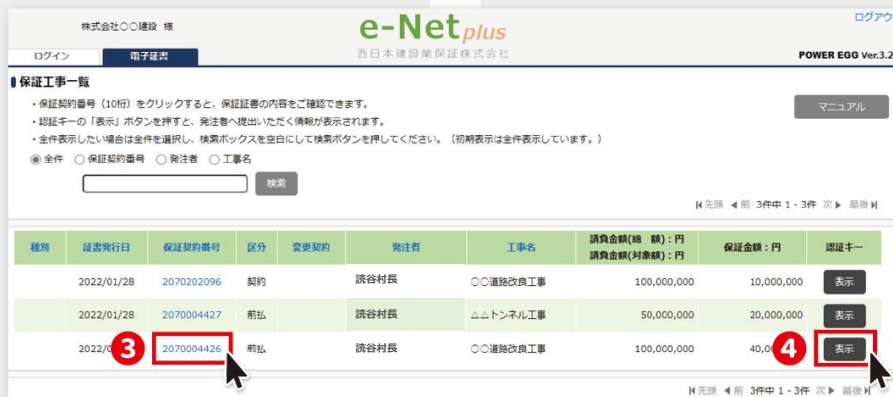 株式会社〇〇建設 様
e-Net plus
西日本建設業保証株式会社
ログアウ
ログイン
電子証書
POWER EGG Ver.3.2
保証工事一覧
・保証契約番号（10桁）をクリックすると、保証証書の内容をご確認できます。
・認証キーの「表示」ボタンを押すと、発注者へ提出いただく情報が表示されます。
・全件表示したい場合は全件を選択し、検索ボックスを空白にして検索ボタンを押してください。（初期表示は全件表示しています。）
マニュアル
全件 保証契約番号 発注者 工事名
検索
先頭 前 3件中 1 - 3件 次 最後
種別 証書発行日 保証契約番号 区分 変更契約 発注者 工事名 請負金額(総 額)：円 保証金額：円 認証キー
請負金額(対象額)：円
2022/01/28 2070202096 契約 読谷村長 〇〇道路改良工事 100,000,000 10,000,000 表示
2022/01/28 2070004427 前払 読谷村長 △△トンネル工事 50,000,000 20,000,000 表示
2022/0 3 2070004426 前払 読谷村長 〇〇道路改良工事 100,000,000 40,0 4 表示
先頭 前 3件中 1 - 3件 次 最後